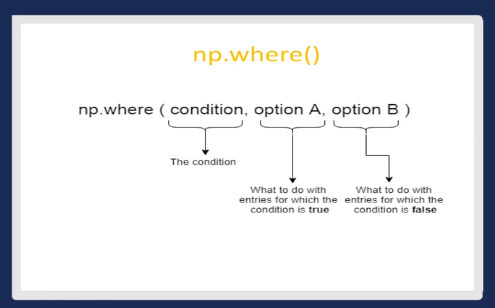 np.where()
np.where ( condition, option A, option B )
The condition
What to do with
entries for which the
condition is true
What to do with
entries for which the
condition is false